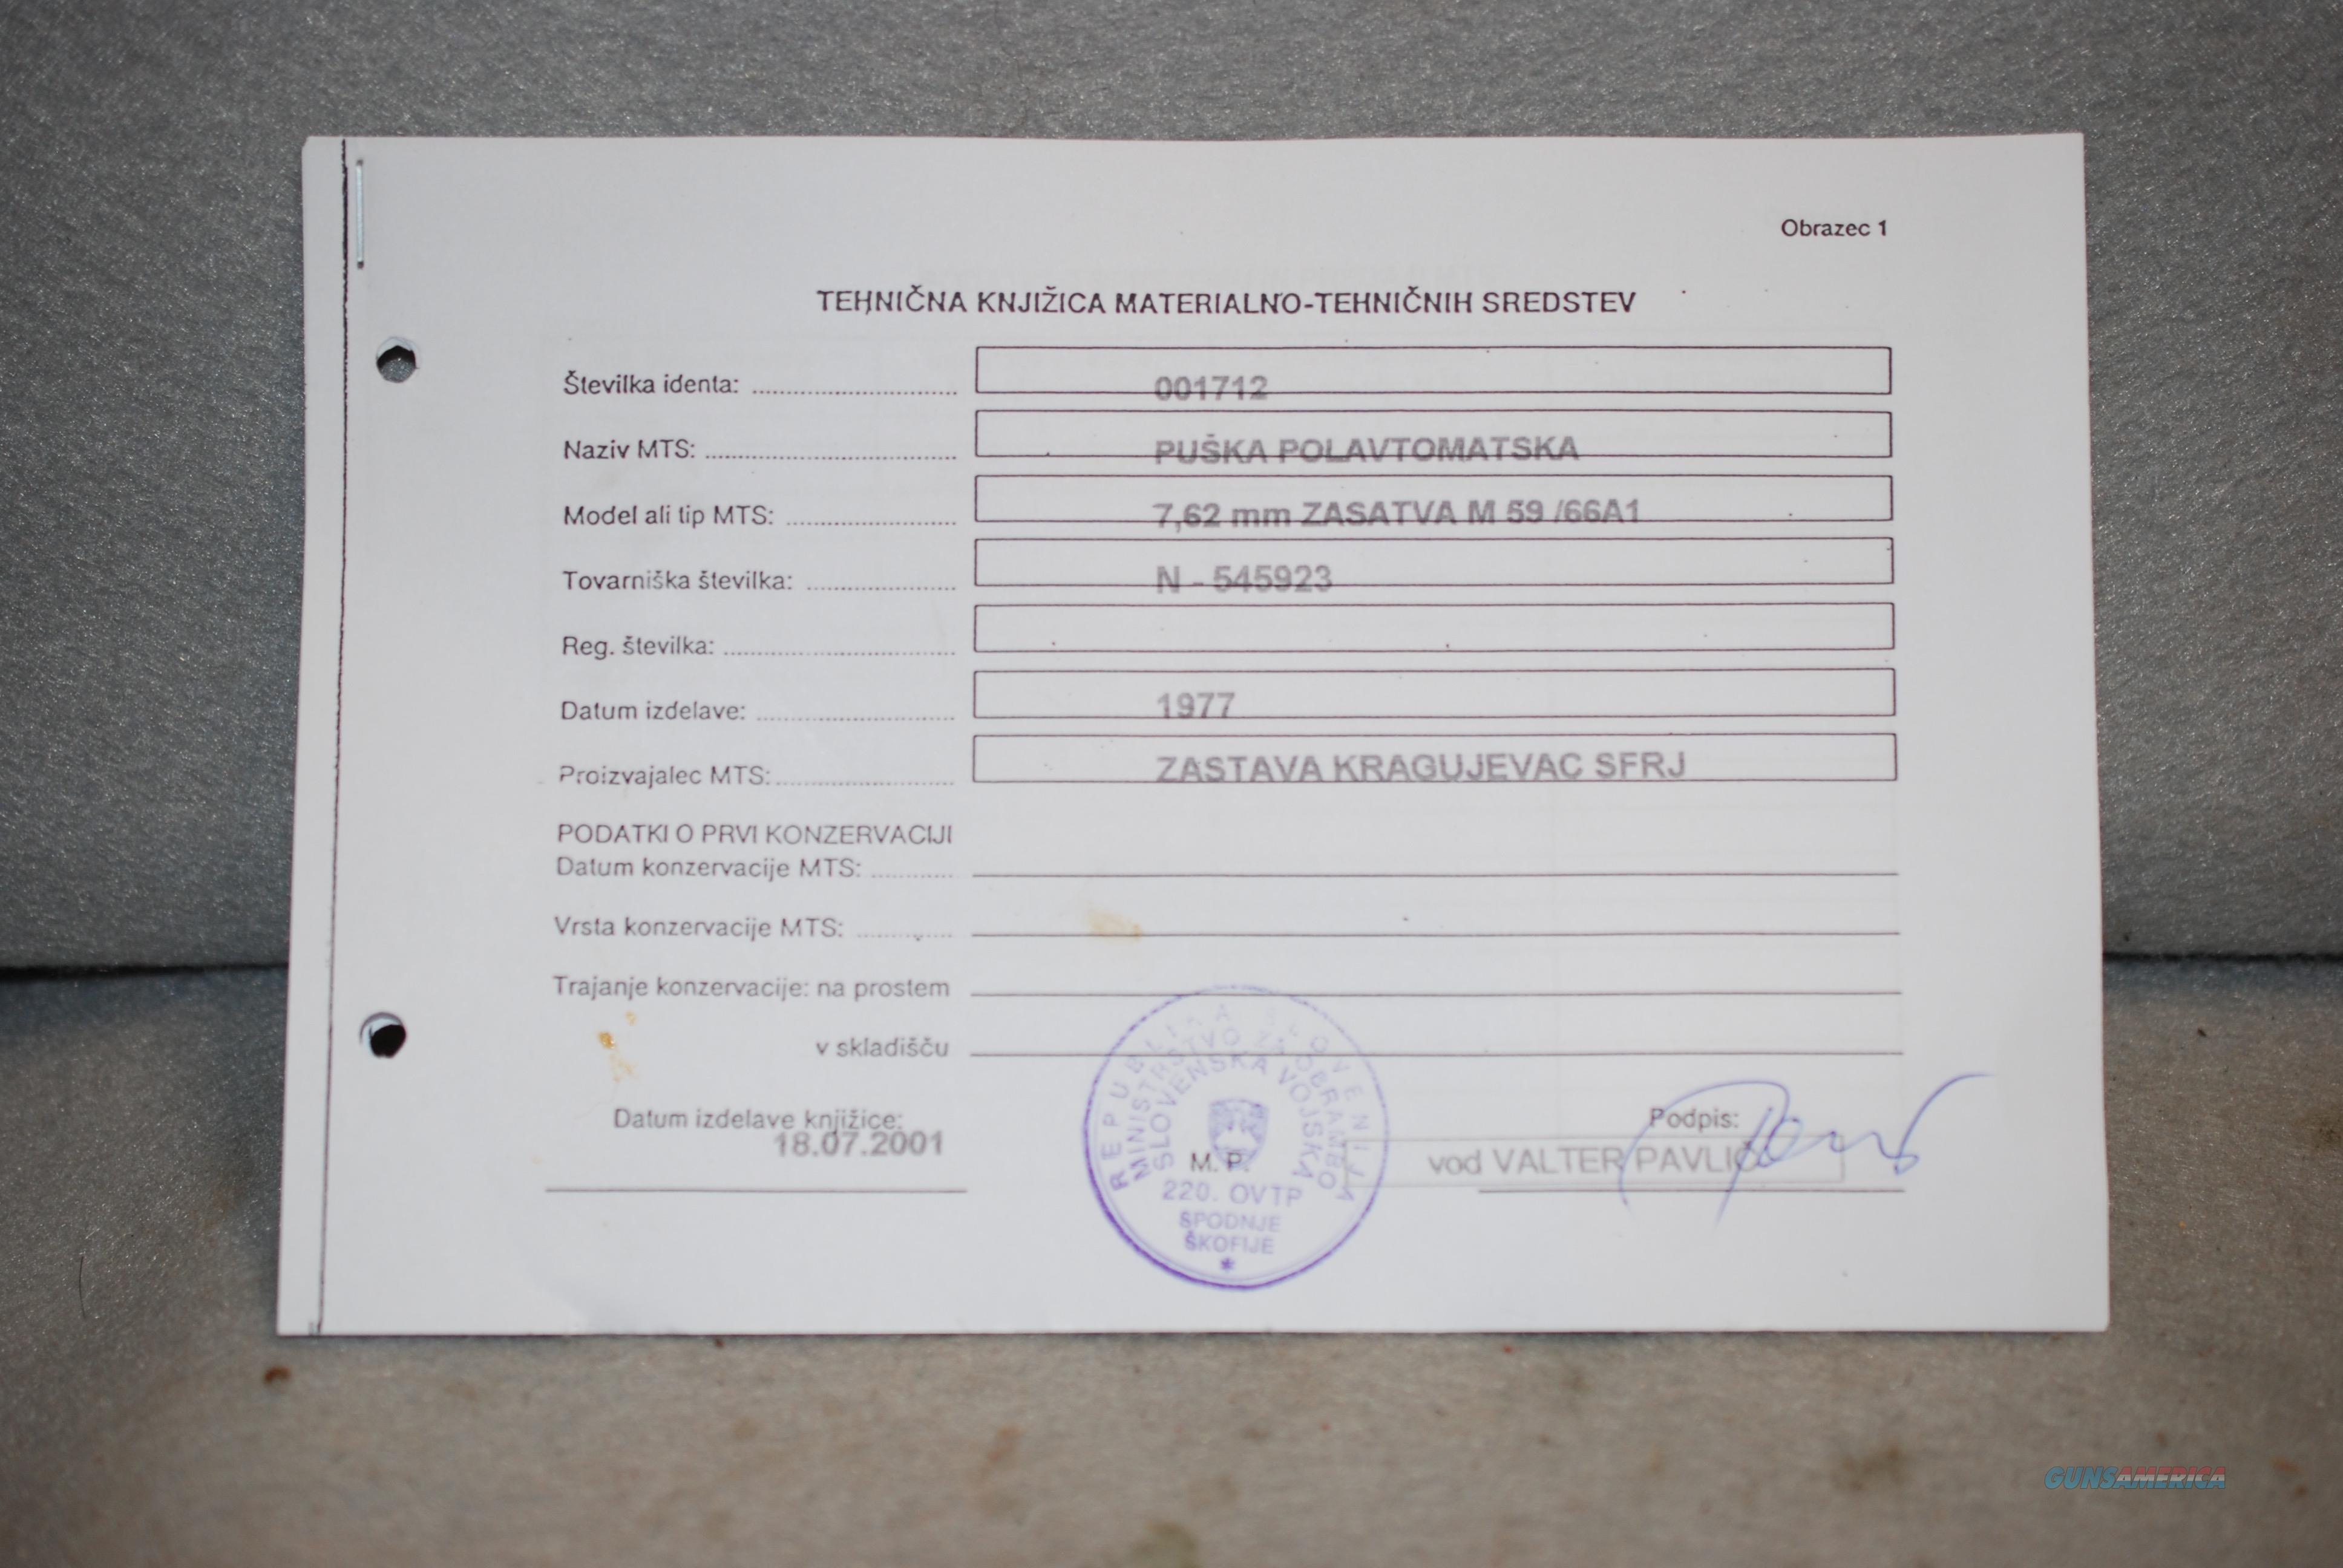 Obrazec 1
TEHNIČNA KNJIŽICA MATERIALNO-TEHNIČNIH SREDSTEV
Številka identa: .............................. 001712
Naziv MTS: .................................... PUŠKA POLAVTOMATSKA
Model ali tip MTS: ......................... 7,62 mm ZASATVA M 59 /66A1
Tovarniška številka: ...................... N - 545923
Reg. številka: ..................................
Datum izdelave: ............................. 1977
Proizvajalec MTS:........................... ZASTAVA KRAGUJEVAC SFRJ
PODATKI O PRVI KONZERVACIJI
Datum konzervacije MTS: .............
Vrsta konzervacije MTS: ...............
Trajanje konzervacije: na prostem
v skladišču
Datum izdelave knjižice:
18.07.2001
REPUBLIKA SLOVENIJA
MINISTRSTVO ZA OBRAMBO
SLOVENSKA VOJSKA
M. P.
220. OVTP
SPODNJE
ŠKOFIJE
*
Podpis:
vod VALTER PAVLIČ
GUNSAMERICA